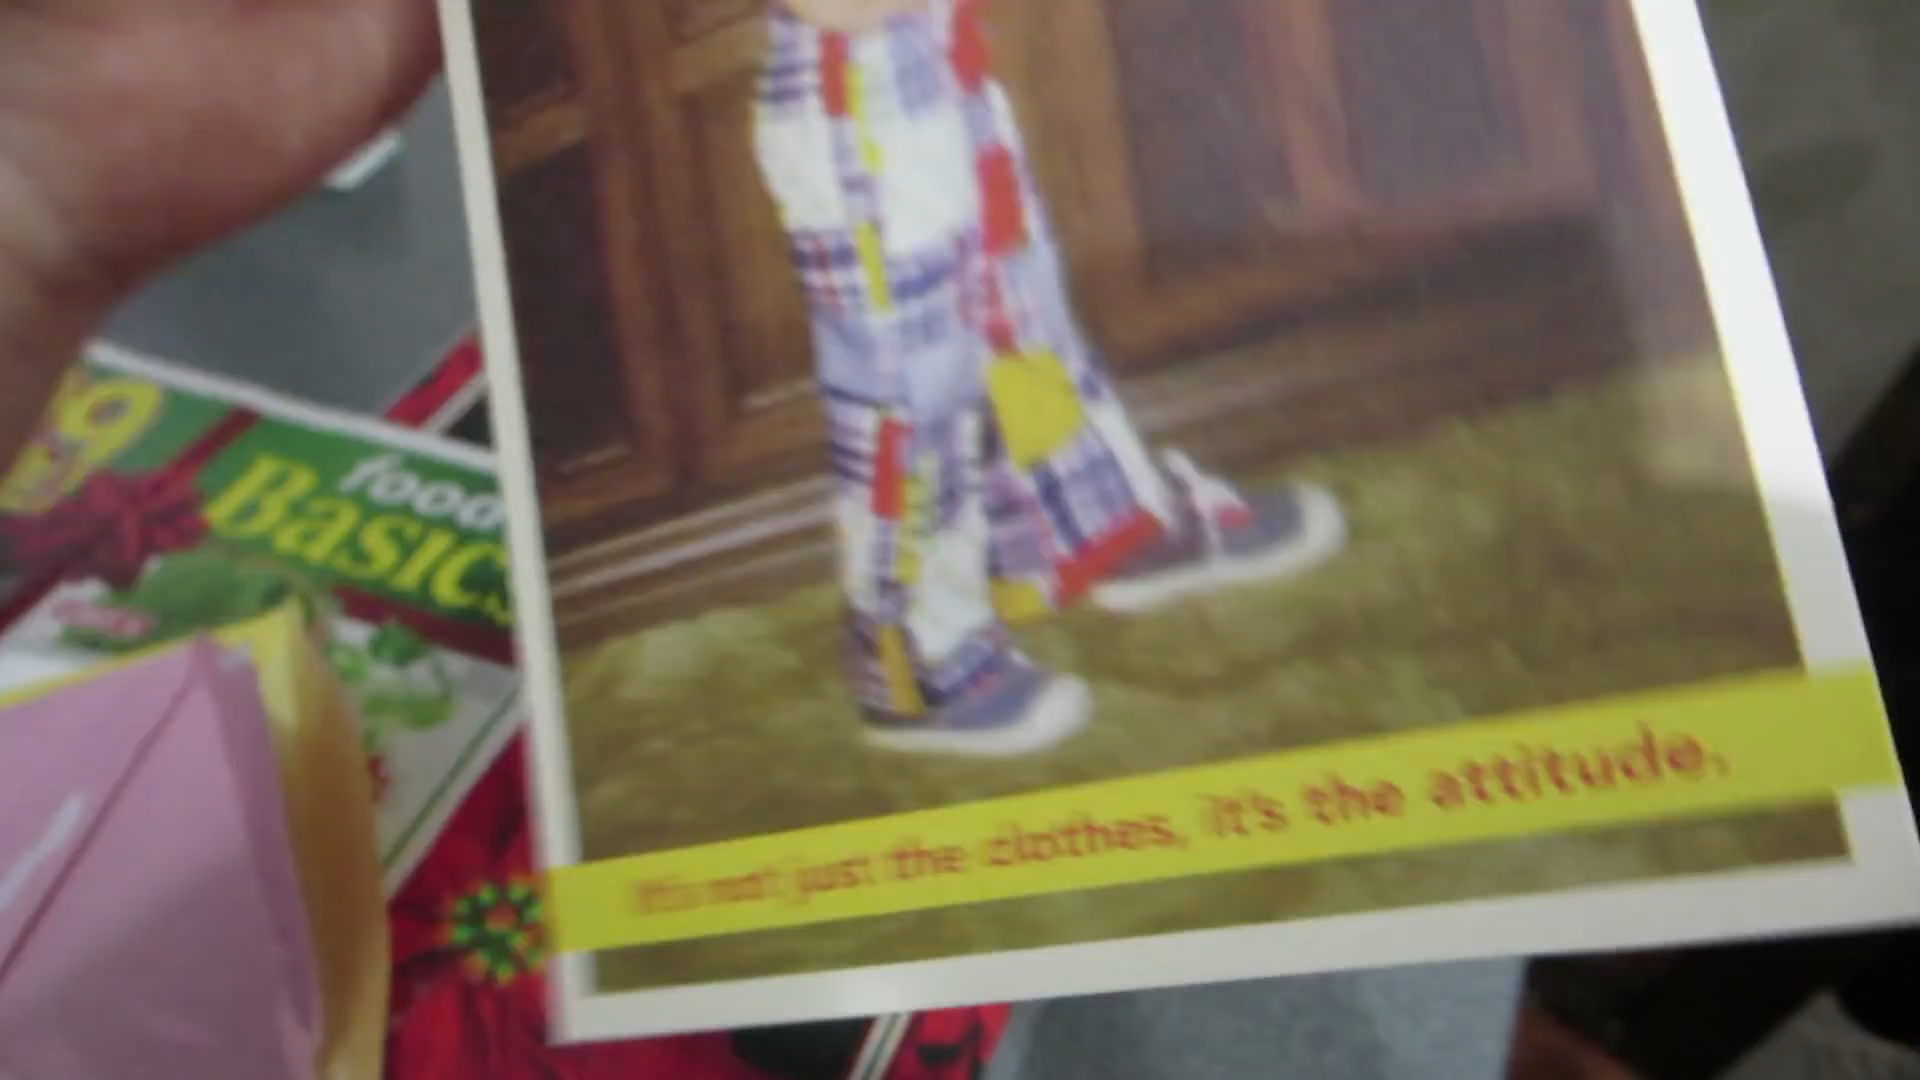 food
Basics
It's not just the clothes, it's the attitude.